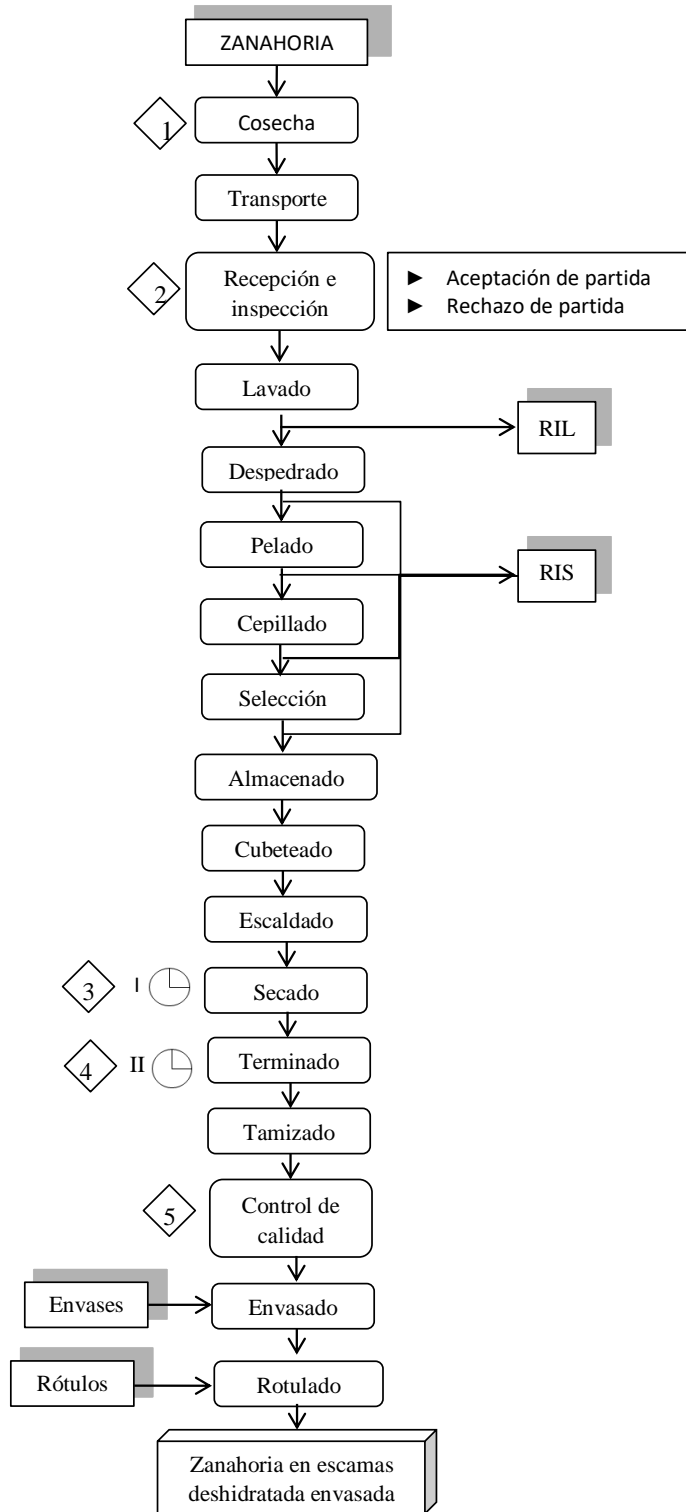 ZANAHORIA
1
Cosecha
Transporte
2
Recepción e
inspección
► Aceptación de partida
► Rechazo de partida
Lavado
RIL
Despedrado
Pelado
RIS
Cepillado
Selección
Almacenado
Cubeteado
Escaldado
3
I
Secado
4
II
Terminado
Tamizado
5
Control de
calidad
Envases
Envasado
Rótulos
Rotulado
Zanahoria en escamas
deshidratada envasada